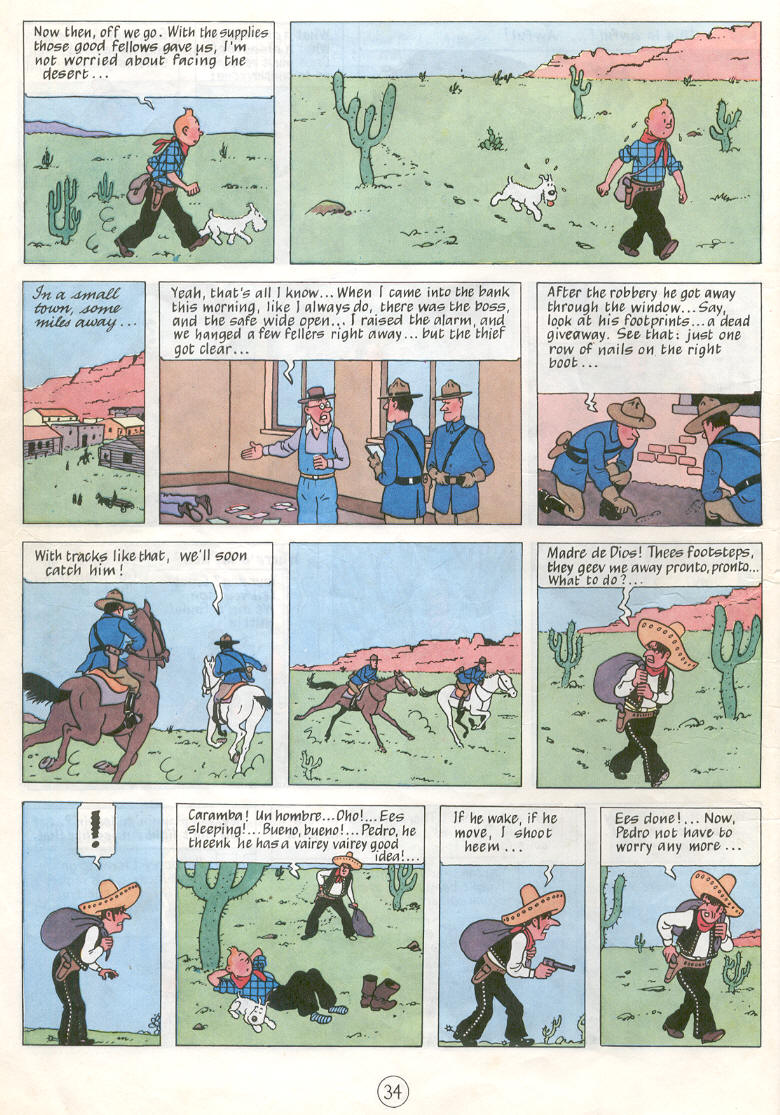 Now then, off we go. With the supplies
those good fellows gave us, I'm
not worried about facing the
desert...
In a small
town, some
miles away...
Yeah, that's all I know... When I came into the bank
this morning, like I always do, there was the boss,
and the safe wide open... I raised the alarm, and
we hanged a few fellers right away... but the thief
got clear...
After the robbery he got away
through the window... Say,
look at his footprints... a dead
giveaway. See that: just one
row of nails on the right
boot...
With tracks like that, we'll soon
catch him!
Madre de Dios! Thees footsteps,
they geev me away pronto, pronto...
What to do?...
!
Caramba! Un hombre... Oho!... Ees
sleeping!... Bueno, bueno!... Pedro, he
theenk he has a vairey vairey good
idea!...
If he wake, if he
move, I shoot
heem...
Ees done!... Now,
Pedro not have to
worry any more...
34